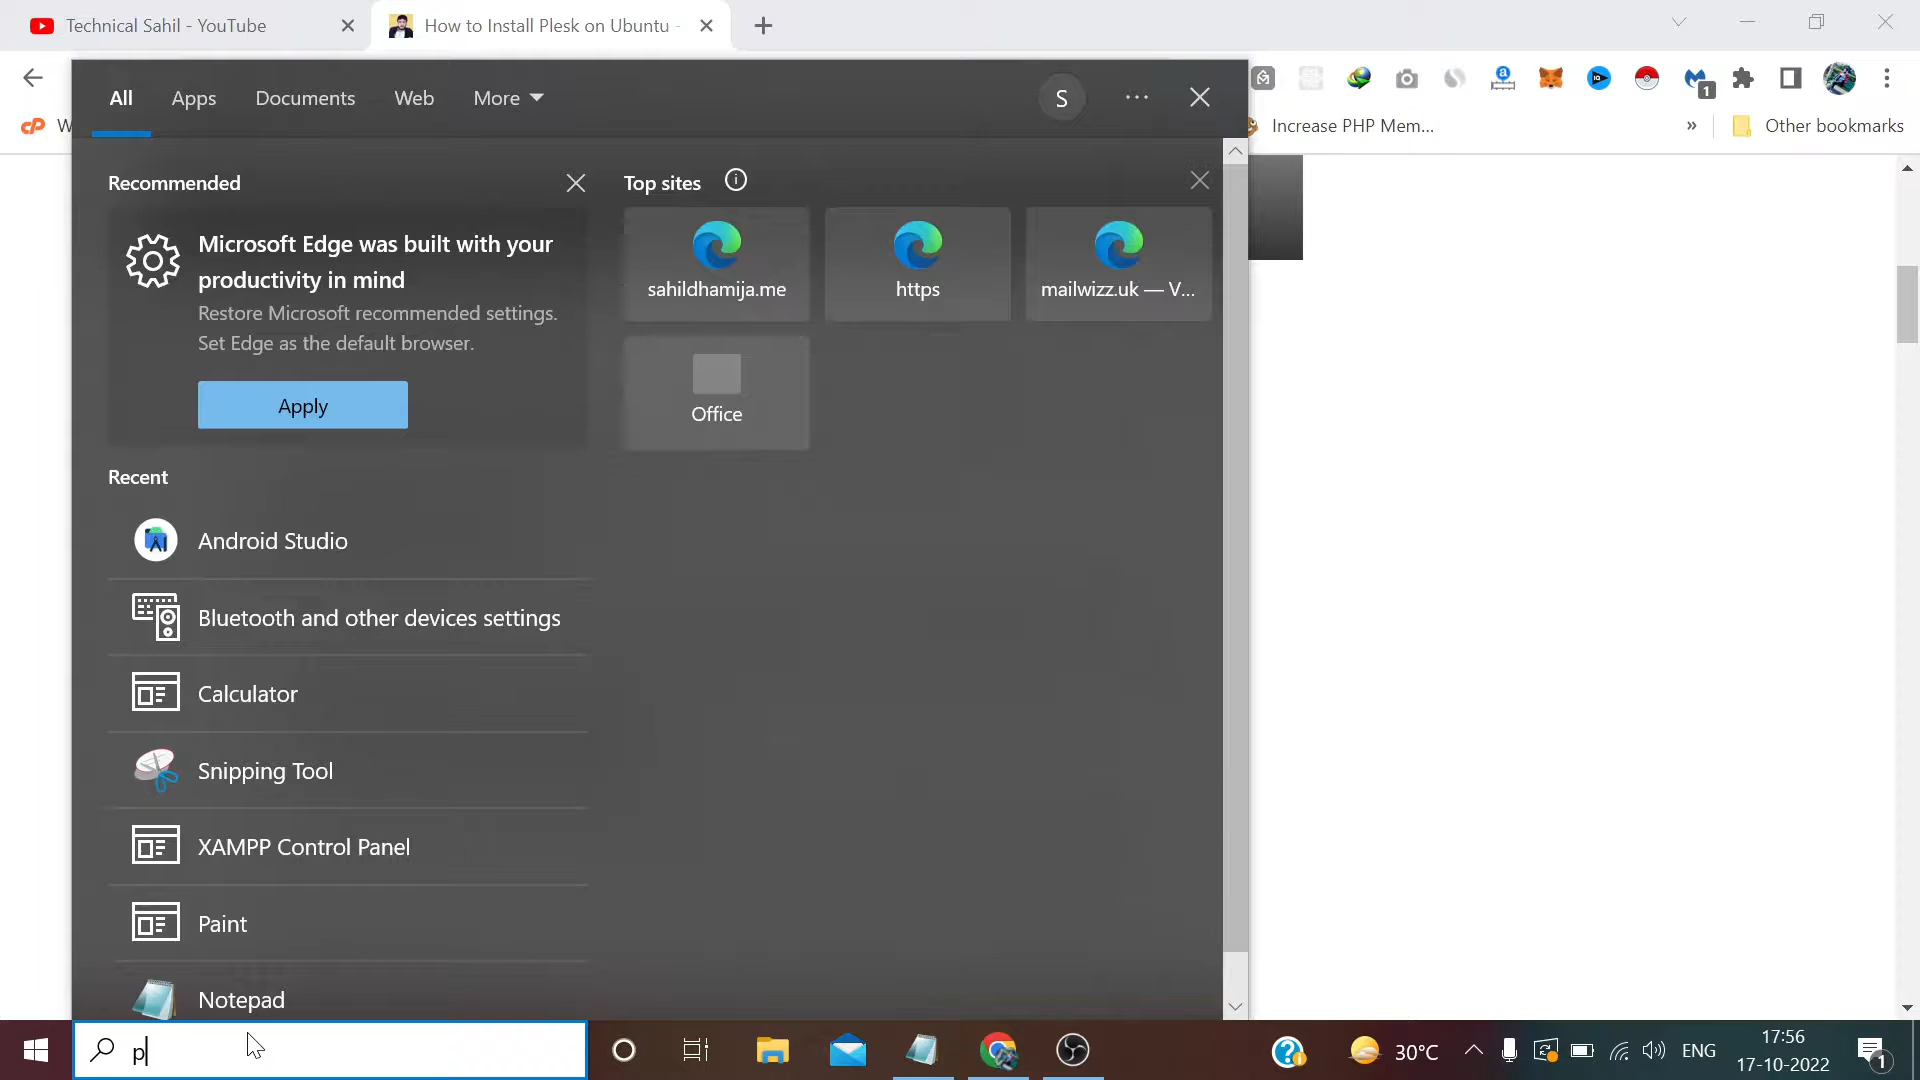 Technical Sahil - YouTube
How to Install Plesk on Ubuntu -
W
All
Apps
Documents
Web
More
S
1
Increase PHP Mem...
»
Other bookmarks
Recommended
Top sites
Microsoft Edge was built with your
productivity in mind
Restore Microsoft recommended settings.
Set Edge as the default browser.
Apply
sahildhamija.me
https
mailwizz.uk — V...
Office
Recent
Android Studio
Bluetooth and other devices settings
Calculator
Snipping Tool
XAMPP Control Panel
Paint
Notepad
p
30°C
ENG
17:56
17-10-2022
1